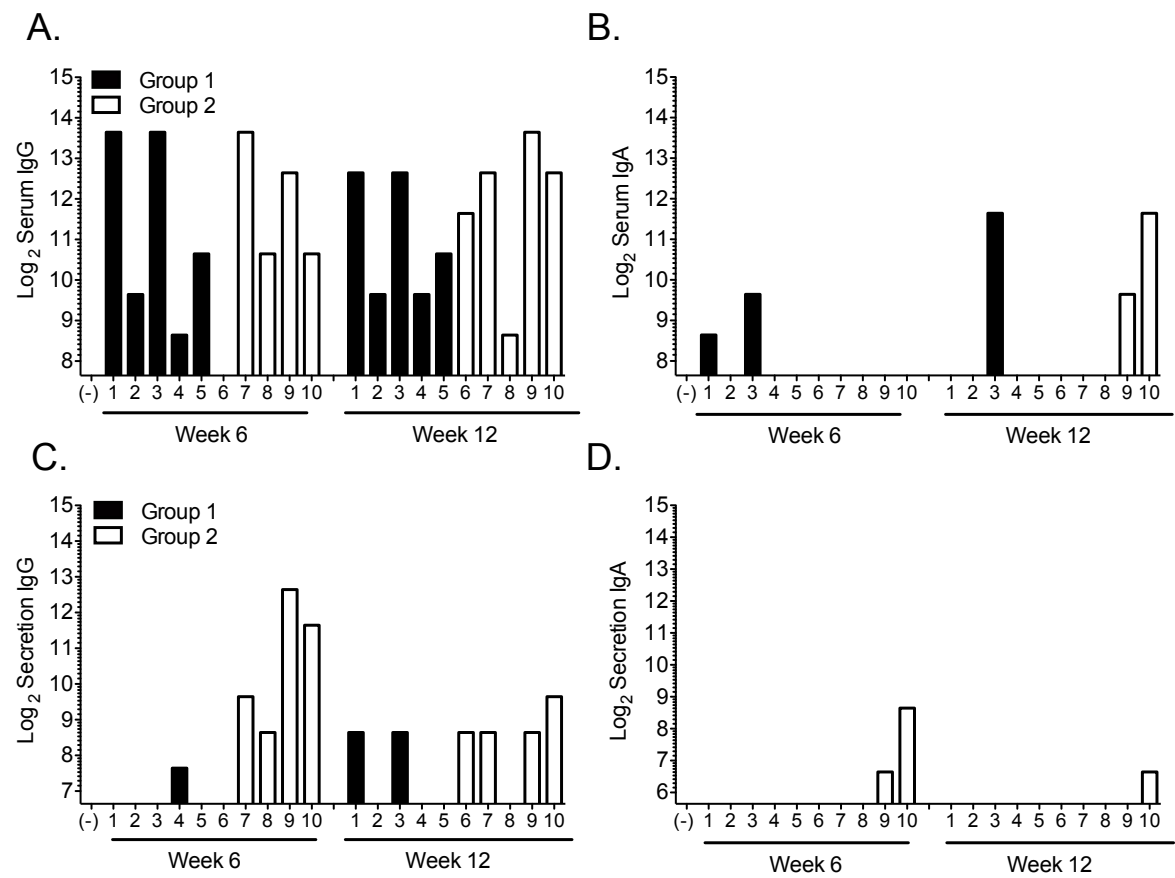 A.
Group 1
Group 2
Log2 Serum IgG
15
14
13
12
11
10
9
8
(-) 1 2 3 4 5 6 7 8 9 10 1 2 3 4 5 6 7 8 9 10
Week 6 Week 12
B.
Log2 Serum IgA
15
14
13
12
11
10
9
8
(-) 1 2 3 4 5 6 7 8 9 10 1 2 3 4 5 6 7 8 9 10
Week 6 Week 12
C.
Group 1
Group 2
Log2 Secretion IgG
15
14
13
12
11
10
9
8
7
(-) 1 2 3 4 5 6 7 8 9 10 1 2 3 4 5 6 7 8 9 10
Week 6 Week 12
D.
Log2 Secretion IgA
15
14
13
12
11
10
9
8
7
6
(-) 1 2 3 4 5 6 7 8 9 10 1 2 3 4 5 6 7 8 9 10
Week 6 Week 12